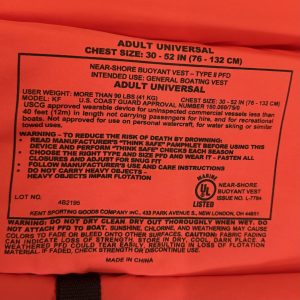 ADULT UNIVERSAL
CHEST SIZE: 30 - 52 IN (76 - 132 CM)
NEAR-SHORE BUOYANT VEST – TYPE II PFD
INTENDED USE: GENERAL BOATING VEST
ADULT UNIVERSAL
USER WEIGHT: MORE THAN 90 LBS (41 KG) CHEST SIZE: 30 - 52 IN (76 - 132 CM)
MODEL: KF U.S. COAST GUARD APPROVAL NUMBER 160.069/79/0
USCG approved wearable device for uninspected commercial vessels less than
40 feet (12m) in length not carrying passengers for hire, and for recreational
boats. Not approved for use on personal watercraft, for water skiing or similar
towed uses.
WARNING – TO REDUCE THE RISK OF DEATH BY DROWNING:
• READ MANUFACTURER'S "THINK SAFE" PAMPHLET BEFORE USING THIS
DEVICE AND PERFORM "THINK SAFE" CHECKS EACH SEASON
• CHOOSE THE RIGHT TYPE AND SIZE PFD AND WEAR IT – FASTEN ALL
CLOSURES AND ADJUST FOR SNUG FIT
• FOLLOW MANUFACTURER'S USE AND CARE INSTRUCTIONS
• DO NOT CARRY HEAVY OBJECTS –
HEAVY OBJECTS IMPAIR FLOTATION
UL
MARINE
LISTED
NEAR-SHORE
BUOYANT VEST
ISSUE NO. L-7784
LOT NO. 4B2195
KENT SPORTING GOODS COMPANY INC., 433 PARK AVENUE S., NEW LONDON, OH 44851
WARNING: DO NOT DRY CLEAN. DRY OUT THOROUGHLY WHEN WET. DO
NOT ATTACH PFD TO BOAT. SUNSHINE, CHLORINE, AND WEATHERING MAY CAUSE
COLORS TO FADE OR BLEED ONTO OTHER SURFACES. CAUTION: FABRIC FADING
CAN INDICATE LOSS OF STRENGTH. STORE IN DRY, COOL, DARK PLACE. A
WEATHERED PFD COULD TEAR EASILY RESULTING IN LOSS OF FLOTATION
MATERIAL. IF FADED, CHECK STRENGTH OR DISCARD.
MADE IN CHINA